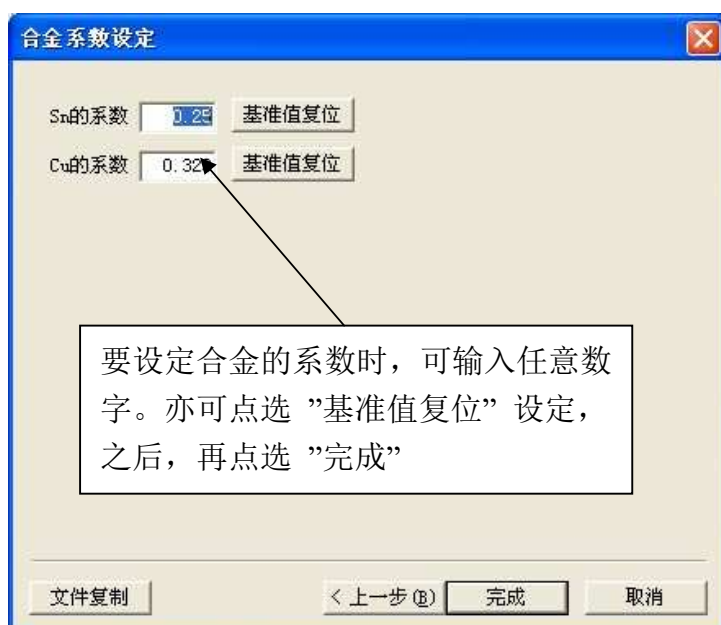 合金系数设定
Sn的系数 0.25 基准值复位
Cu的系数 基准值复位
要设定合金的系数时，可输入任意数
字。亦可点选 ”基准值复位” 设定，
之后，再点选 ”完成”
文件复制 < 上一步(B) 完成 取消